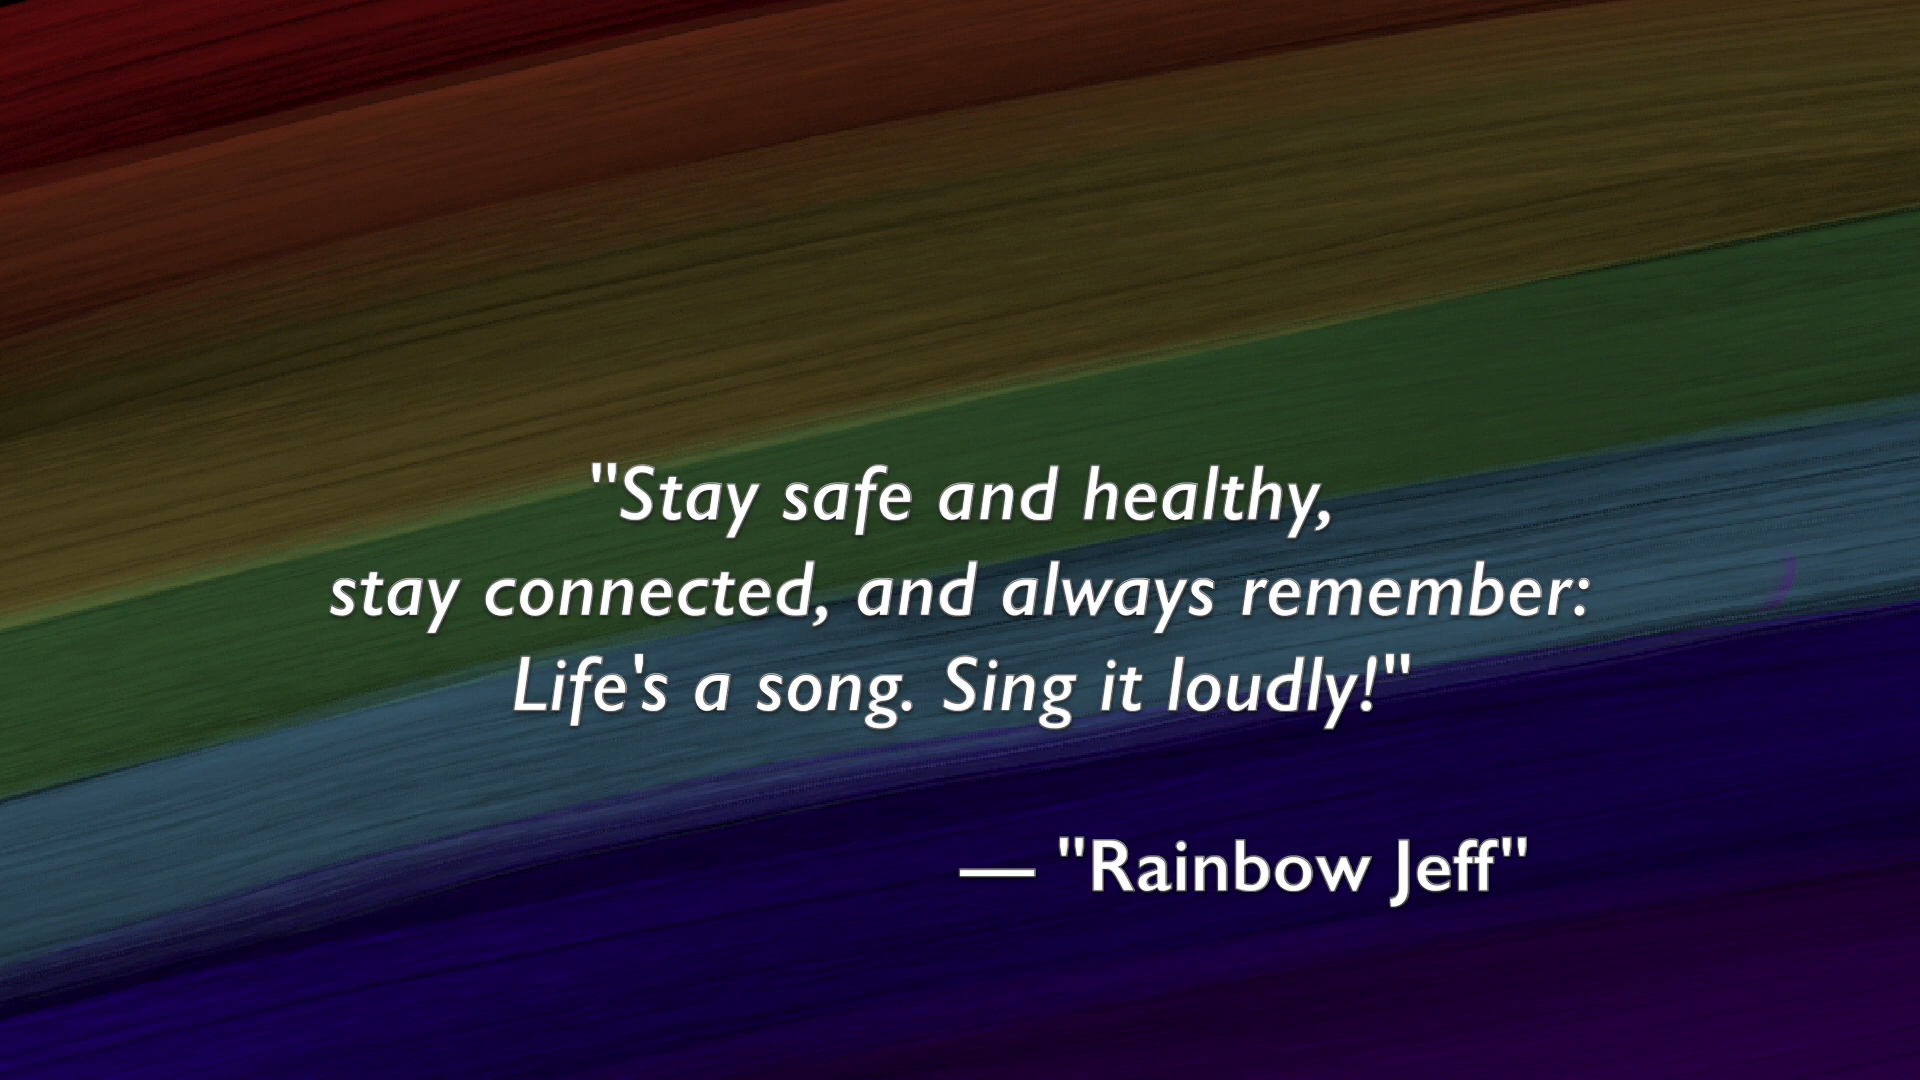 "Stay safe and healthy,
stay connected, and always remember:
Life's a song. Sing it loudly!"
— "Rainbow Jeff"